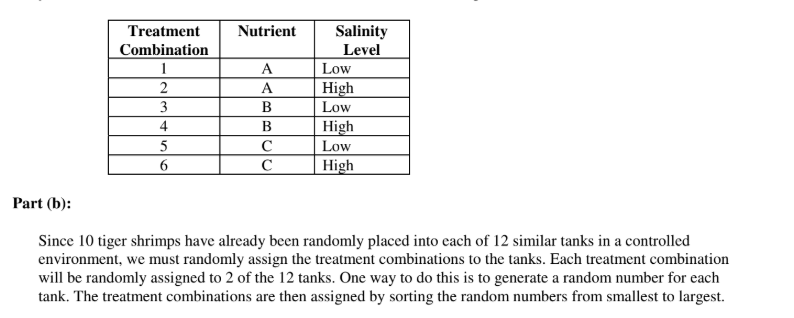 Treatment Combination Nutrient Salinity Level
1 A Low
2 A High
3 B Low
4 B High
5 C Low
6 C High
Part (b):
Since 10 tiger shrimps have already been randomly placed into each of 12 similar tanks in a controlled
environment, we must randomly assign the treatment combinations to the tanks. Each treatment combination
will be randomly assigned to 2 of the 12 tanks. One way to do this is to generate a random number for each
tank. The treatment combinations are then assigned by sorting the random numbers from smallest to largest.